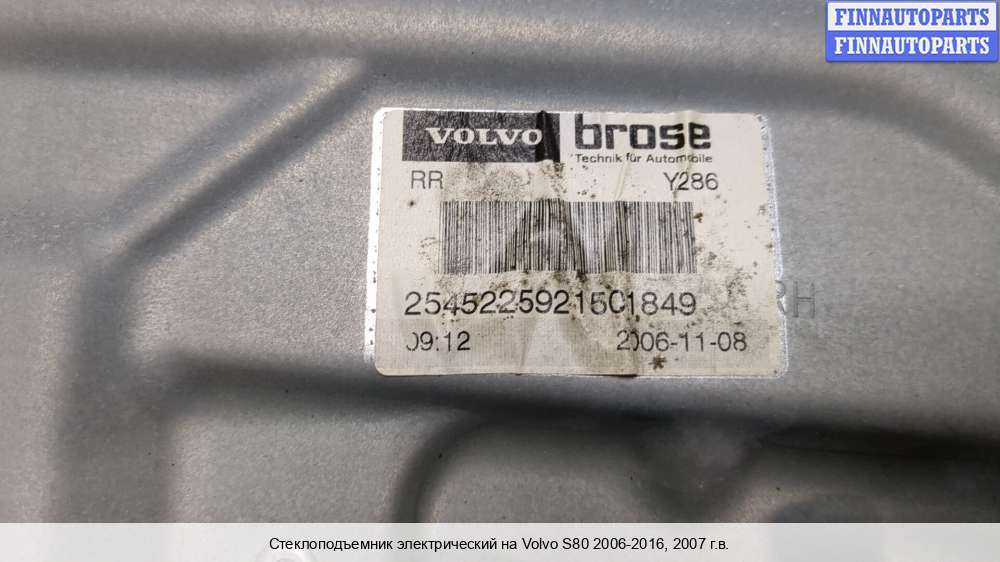 FINNAUTOPARTS
FINNAUTOPARTS
VOLVO brose
Technik für Automobile
RR Y286
2545225921501849
RH
09:12 2006-11-08
Стеклоподъемник электрический на Volvo S80 2006-2016, 2007 г.в.